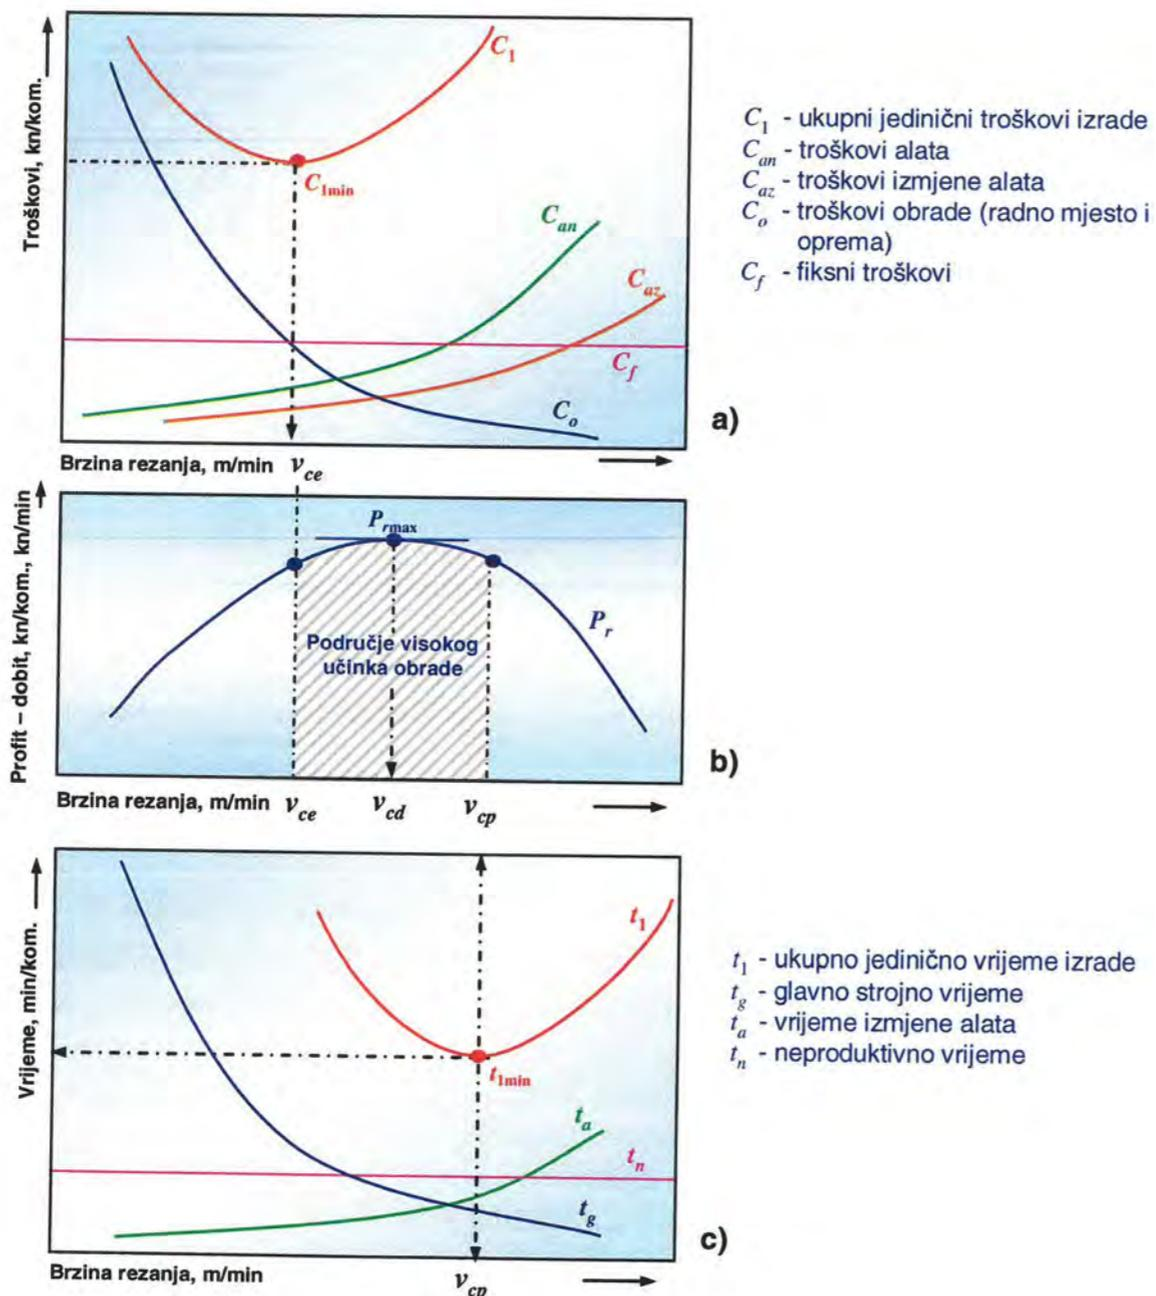 Troškovi, kn/kom.
C1
C1min
Can
Caz
Cf
Co
a)
Brzina rezanja, m/min vce
C1 - ukupni jedinični troškovi izrade
Can - troškovi alata
Caz - troškovi izmjene alata
Co - troškovi obrade (radno mjesto i
oprema)
Cf - fiksni troškovi
Profit – dobit, kn/kom., kn/min
Prmax
Pr
Područje visokog
učinka obrade
b)
Brzina rezanja, m/min vce vcd vcp
Vrijeme, min/kom.
t1
t1min
ta
tn
tg
c)
Brzina rezanja, m/min vcp
t1 - ukupno jedinično vrijeme izrade
tg - glavno strojno vrijeme
ta - vrijeme izmjene alata
tn - neproduktivno vrijeme